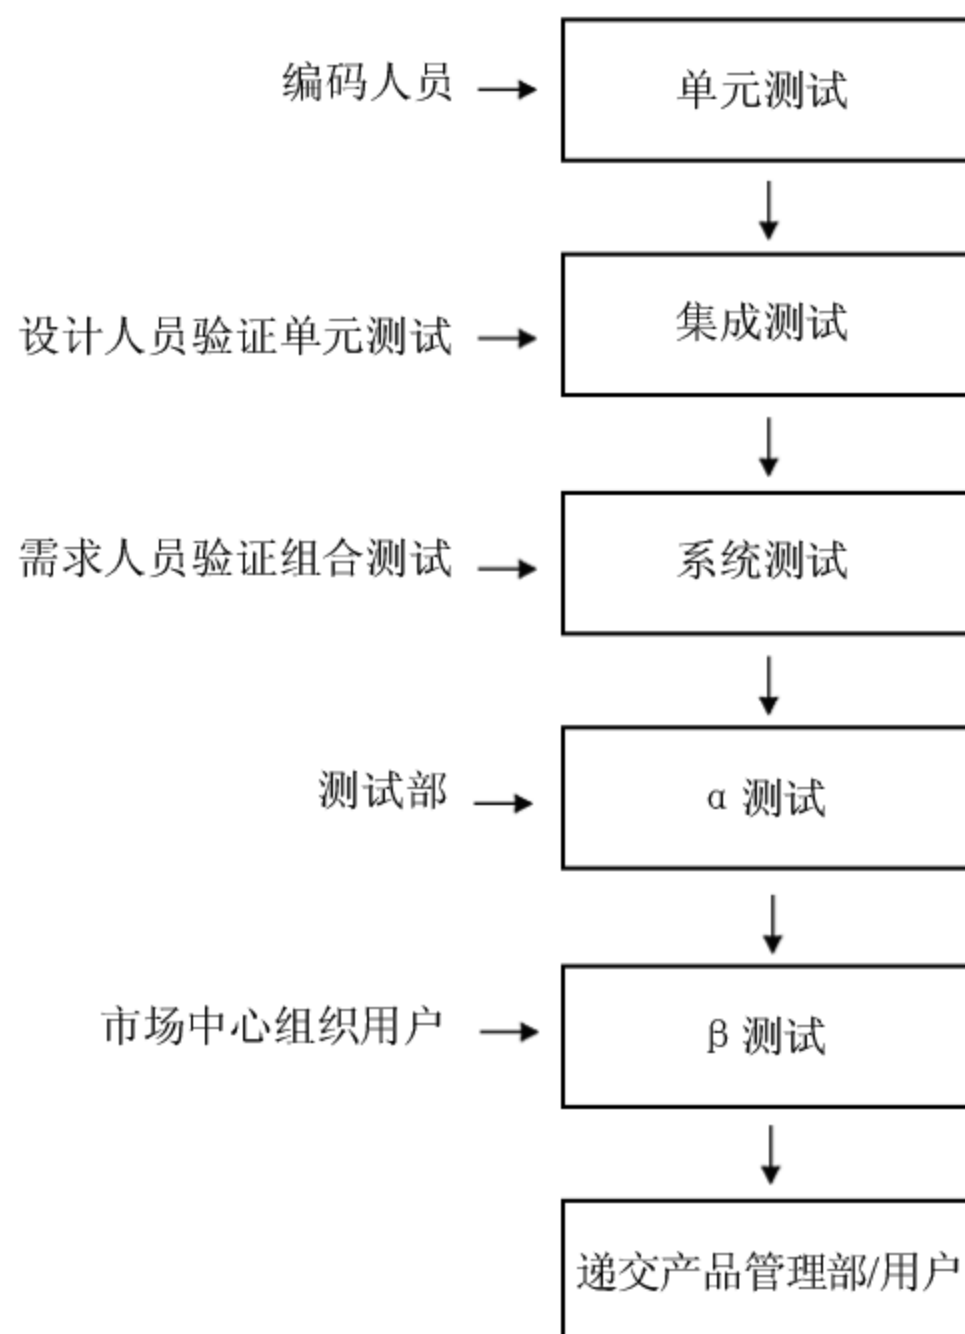 编码人员
单元测试
设计人员验证单元测试
集成测试
需求人员验证组合测试
系统测试
测试部
α 测试
市场中心组织用户
β 测试
递交产品管理部/用户